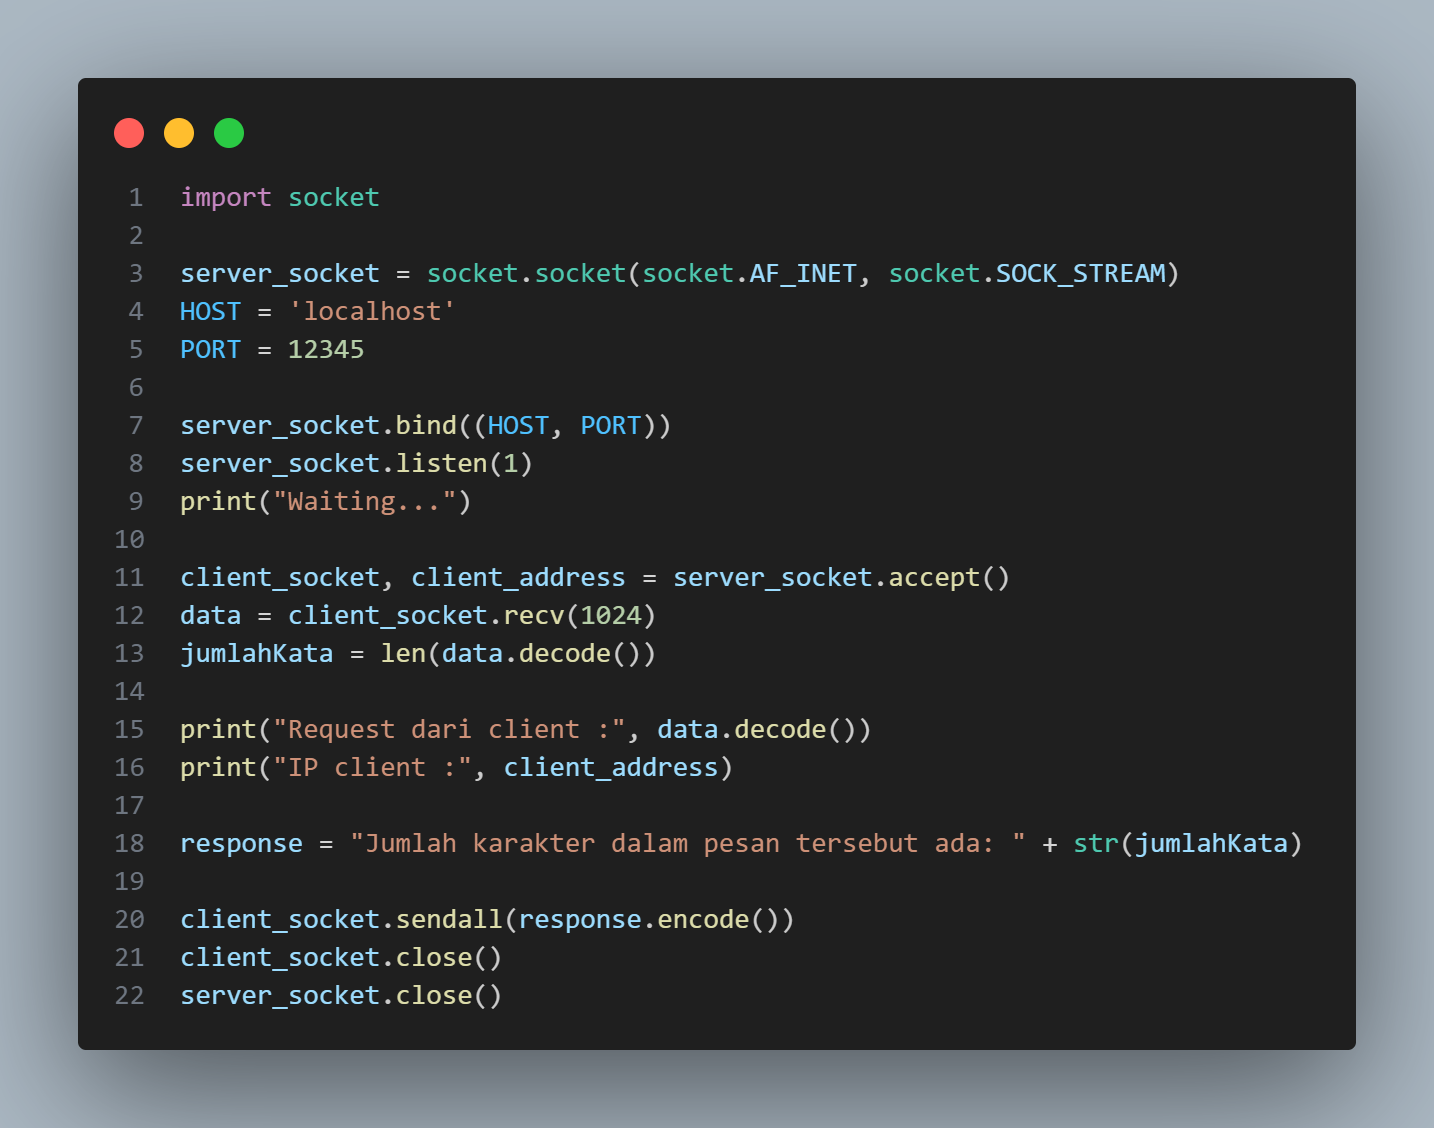 1 import socket
2
3 server_socket = socket.socket(socket.AF_INET, socket.SOCK_STREAM)
4 HOST = 'localhost'
5 PORT = 12345
6
7 server_socket.bind((HOST, PORT))
8 server_socket.listen(1)
9 print("Waiting...")
10
11 client_socket, client_address = server_socket.accept()
12 data = client_socket.recv(1024)
13 jumlahKata = len(data.decode())
14
15 print("Request dari client :", data.decode())
16 print("IP client :", client_address)
17
18 response = "Jumlah karakter dalam pesan tersebut ada: " + str(jumlahKata)
19
20 client_socket.sendall(response.encode())
21 client_socket.close()
22 server_socket.close()